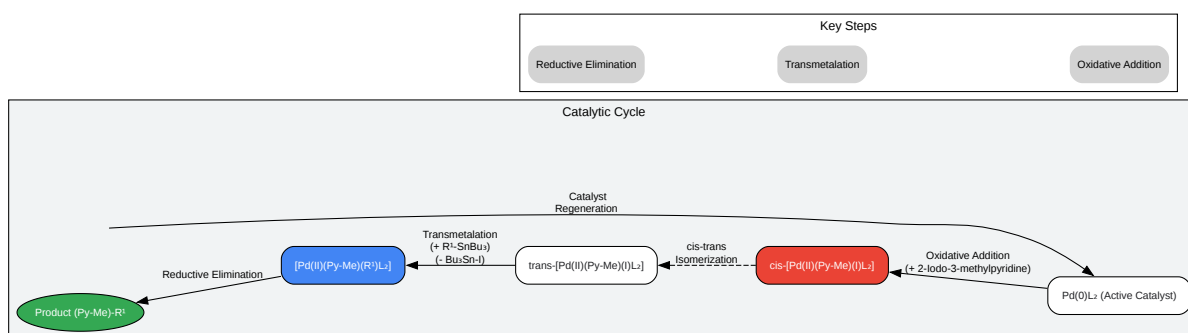 Key Steps
Reductive Elimination
Transmetalation
Oxidative Addition
Catalytic Cycle
Catalyst
Regeneration
Transmetalation
(+ R¹-SnBu₃)
(- Bu₃Sn-I)
cis-trans
Isomerization
Oxidative Addition
(+ 2-Iodo-3-methylpyridine)
Reductive Elimination
[Pd(II)(Py-Me)(R¹)L₂]
trans-[Pd(II)(Py-Me)(I)L₂]
cis-[Pd(II)(Py-Me)(I)L₂]
Pd(0)L₂ (Active Catalyst)
Product (Py-Me)-R¹